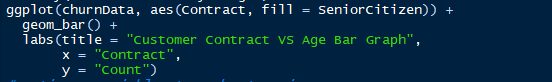 ggplot(churnData, aes(Contract, fill = SeniorCitizen)) +
  geom_bar() +
  labs(title = "Customer Contract VS Age Bar Graph",
       x = "Contract",
       y = "Count")